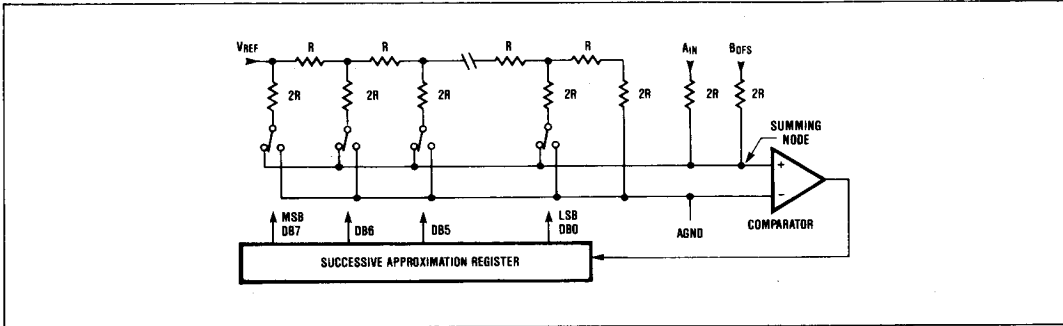 VREF R R R R AIN BOFS
2R 2R 2R 2R 2R 2R 2R
SUMMING
NODE
+
−
MSB
DB7 DB6 DB5 LSB
DB0 AGND COMPARATOR
SUCCESSIVE APPROXIMATION REGISTER